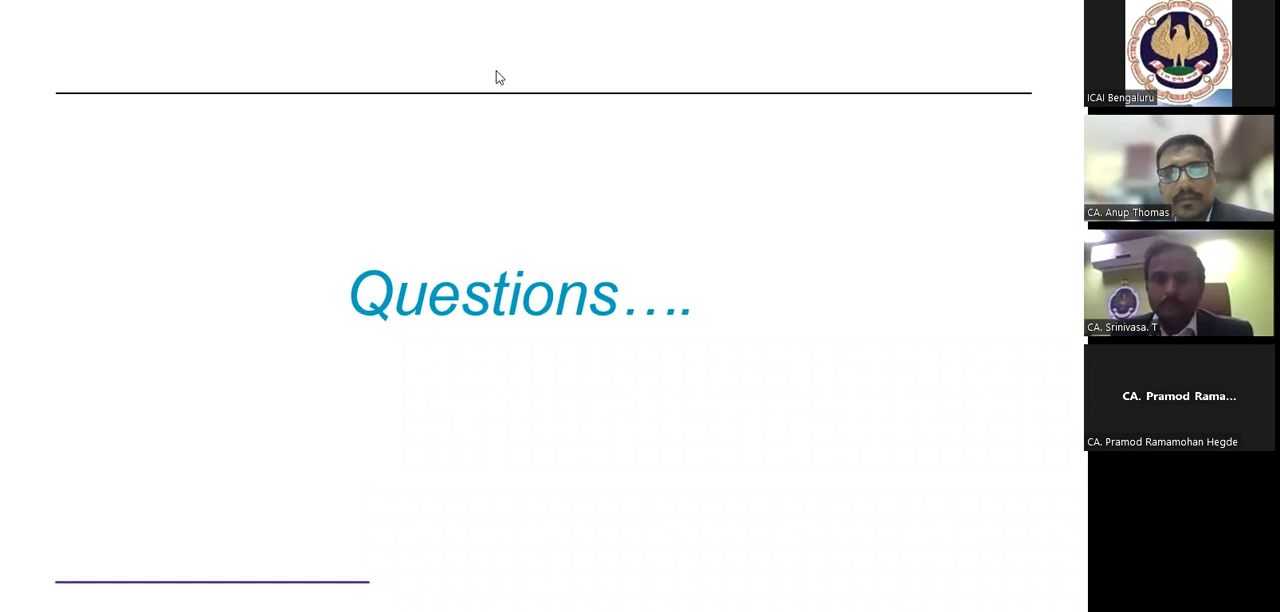 Questions….
ICAI Bengaluru
CA. Anup Thomas
CA. Srinivasa. T
CA. Pramod Rama...
CA. Pramod Ramamohan Hegde